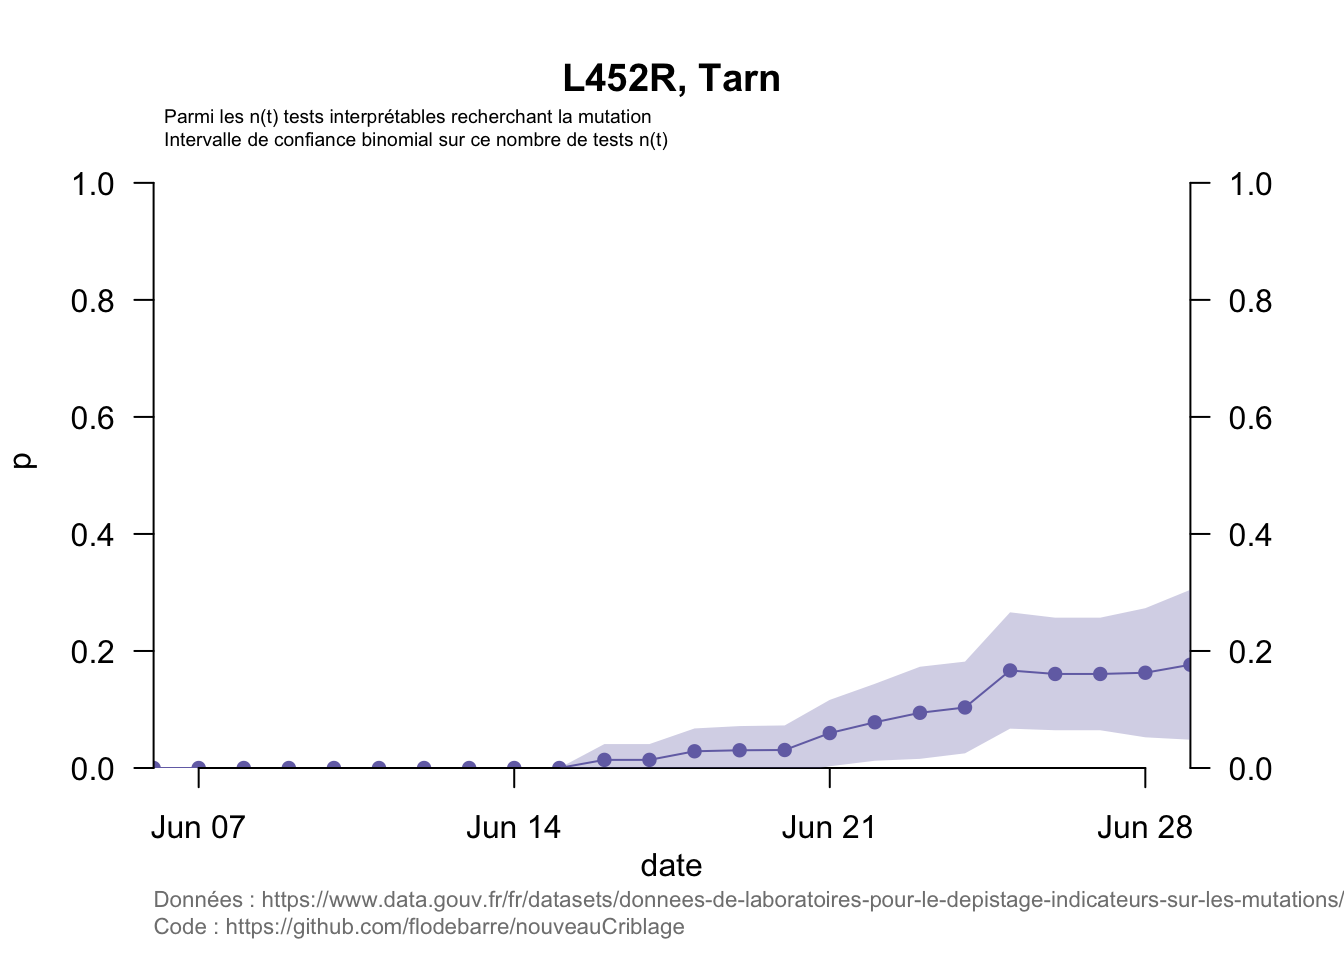 L452R, Tarn
Parmi les n(t) tests interprétables recherchant la mutation
Intervalle de confiance binomial sur ce nombre de tests n(t)
1.0 1.0
0.8 0.8
0.6 0.6
p
0.4 0.4
0.2 0.2
0.0 0.0
Jun 07 Jun 14 Jun 21 Jun 28
date
Données : https://www.data.gouv.fr/fr/datasets/donnees-de-laboratoires-pour-le-depistage-indicateurs-sur-les-mutations/
Code : https://github.com/flodebarre/nouveauCriblage